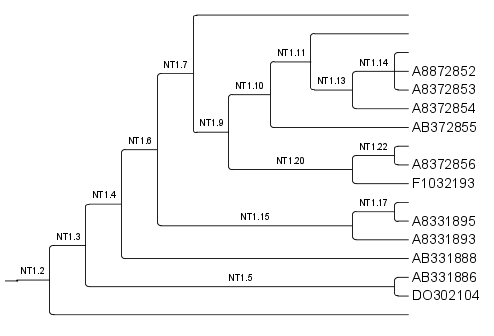 NT1.11
NT1.7
NT1.14
A8872852
NT1.13
A8372853
NT1.10
A8372854
NT1.9
AB372855
NT1.6
NT1.22
NT1.20
A8372856
F1032193
NT1.4
NT1.17
NT1.15
A8331895
A8331893
NT1.3
AB331888
NT1.2
NT1.5
AB331886
DO302104